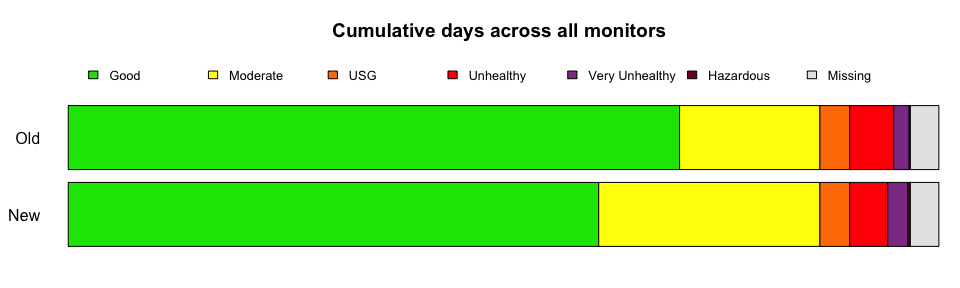 Cumulative days across all monitors
Good Moderate USG Unhealthy Very Unhealthy Hazardous Missing
Old
New